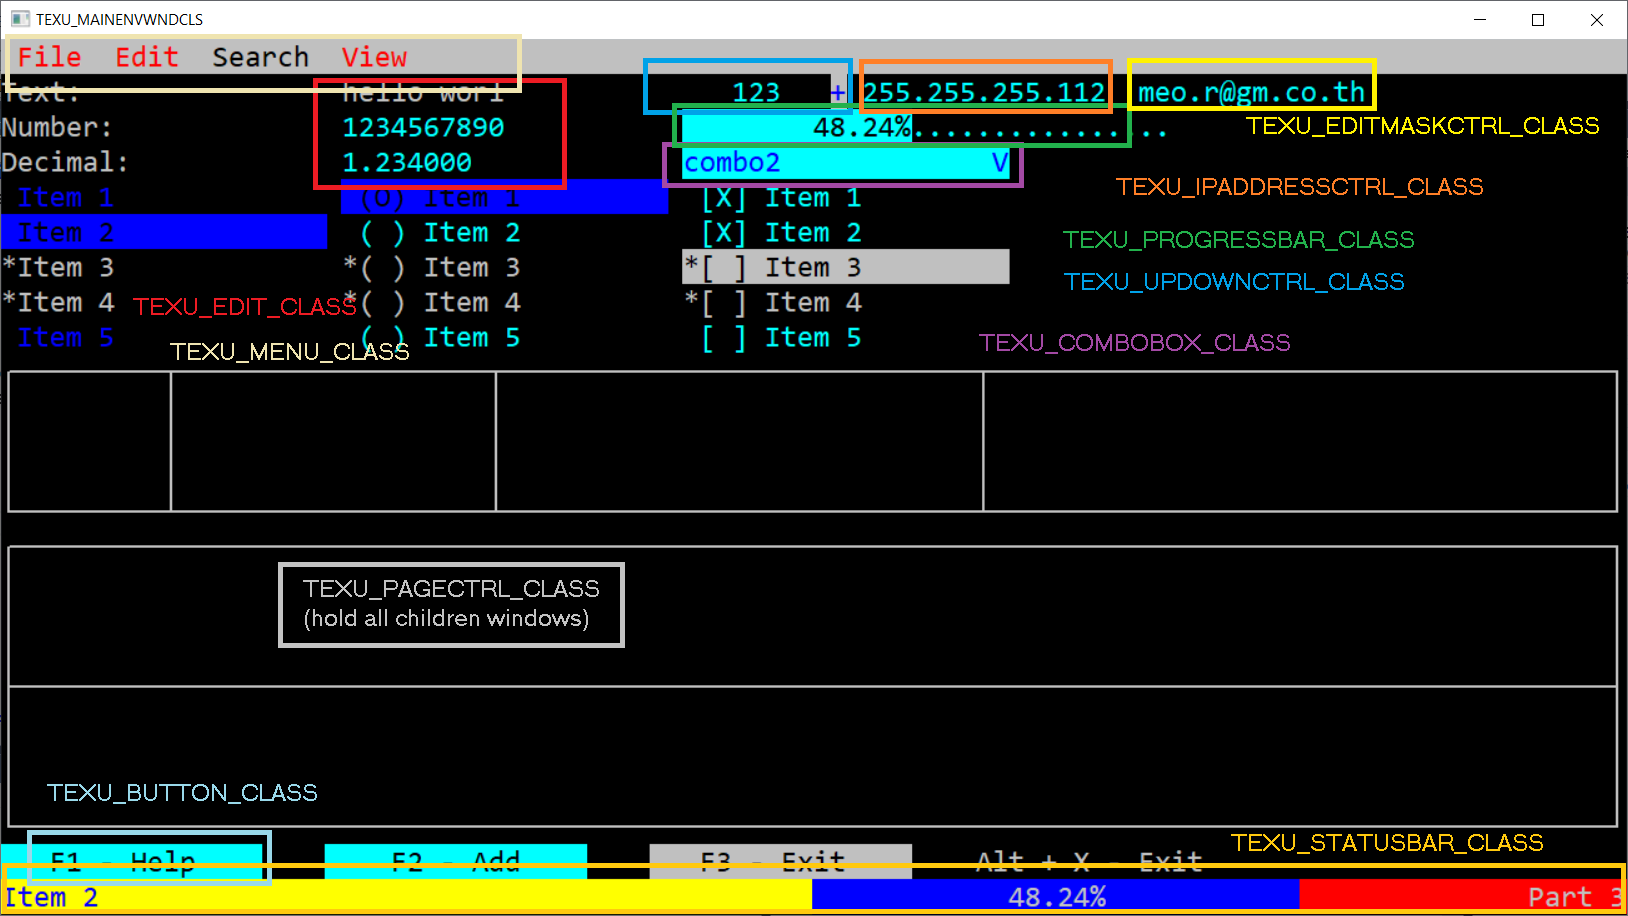 TEXU_MAINENVWNDCLS
File Edit Search View
Text: hello worl 123 + 255.255.255.112 meo.r@gm.co.th
Number: 1234567890 48.24%................ TEXU_EDITMASKCTRL_CLASS
Decimal: 1.234000 combo2 V
TEXU_IPADDRESSCTRL_CLASS
Item 1 (O) Item 1 [X] Item 1
Item 2 ( ) Item 2 [X] Item 2 TEXU_PROGRESSBAR_CLASS
*Item 3 *( ) Item 3 *[ ] Item 3 TEXU_UPDOWNCTRL_CLASS
*Item 4 TEXU_EDIT_CLASS *( ) Item 4 *[ ] Item 4
Item 5 ( ) Item 5 [ ] Item 5 TEXU_COMBOBOX_CLASS
TEXU_MENU_CLASS
TEXU_PAGECTRL_CLASS
(hold all children windows)
TEXU_BUTTON_CLASS
TEXU_STATUSBAR_CLASS
F1 - Help F2 - Add F3 - Exit Alt + X - Exit
Item 2 48.24% Part 3